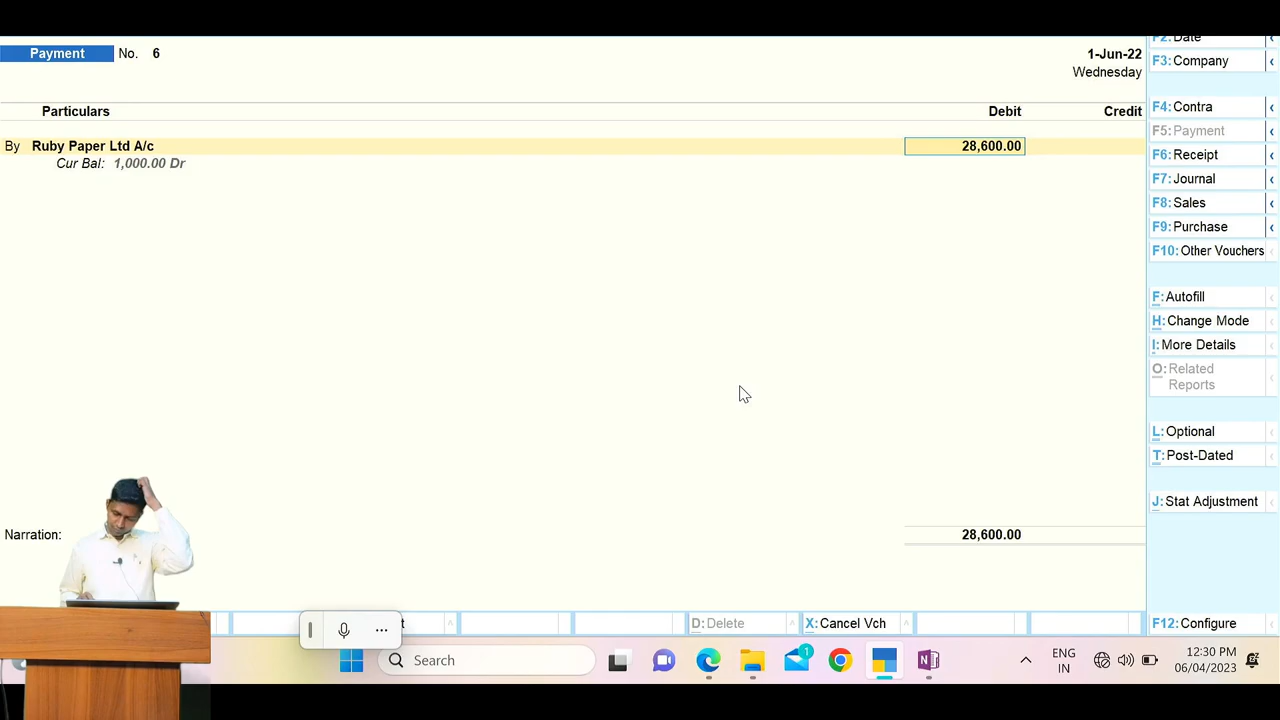 F2: Date
Payment No. 6 1-Jun-22
F3: Company
Wednesday
Particulars Debit Credit
F4: Contra
F5: Payment
By Ruby Paper Ltd A/c 28,600.00
F6: Receipt
Cur Bal: 1,000.00 Dr
F7: Journal
F8: Sales
F9: Purchase
F10: Other Vouchers
F: Autofill
H: Change Mode
I: More Details
O: Related
Reports
L: Optional
T: Post-Dated
J: Stat Adjustment
Narration: 28,600.00
D: Delete X: Cancel Vch F12: Configure
Search 1 ENG 12:30 PM
IN 06/04/2023